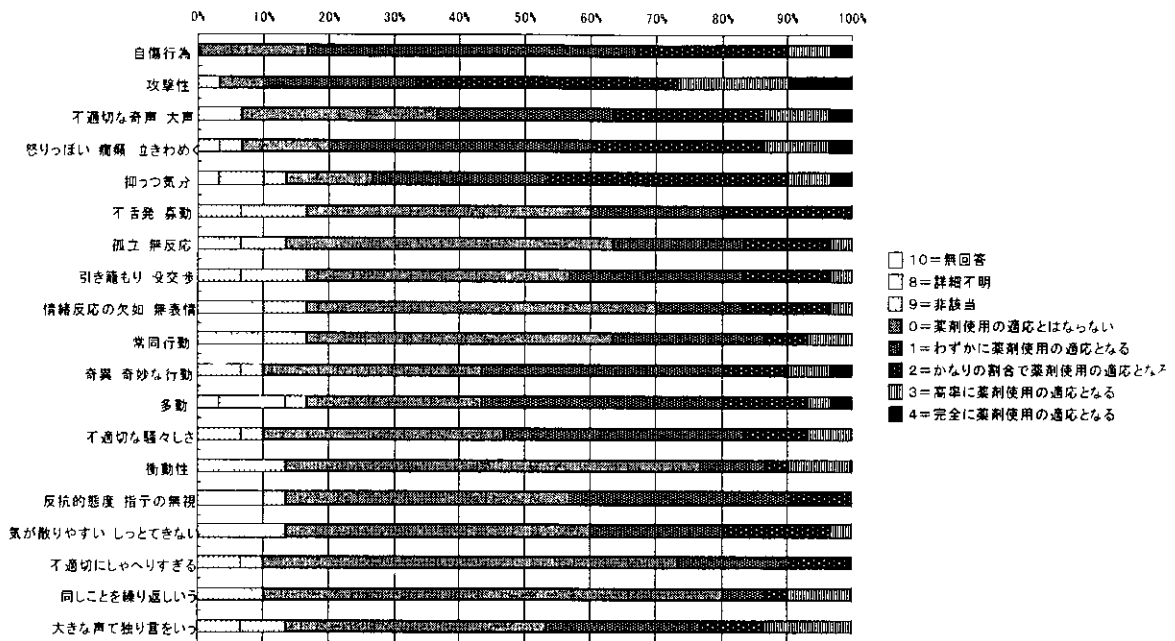 0% 10% 20% 30% 40% 50% 60% 70% 80% 90% 100%
自傷行為
攻撃性
不適切な奇声 大声
怒りっぽい 癇癪 泣きわめく
抑うつ気分
不活発 寡動
孤立 無反応
引き籠もり 没交渉
情緒反応の欠如 無表情
常同行動
奇異 奇妙な行動
多動
不適切な騒々しさ
衝動性
反抗的態度 指示の無視
気が散りやすい じっとできない
不適切にしゃべりすぎる
同じことを繰り返しいう
大きな声で独り言をいう
10=無回答
8=詳細不明
9=非該当
0=薬剤使用の適応とはなっない
1=わずかに薬剤使用の適応となる
2=かなりの割合で薬剤使用の適応となる
3=高率に薬剤使用の適応となる
4=完全に薬剤使用の適応となる